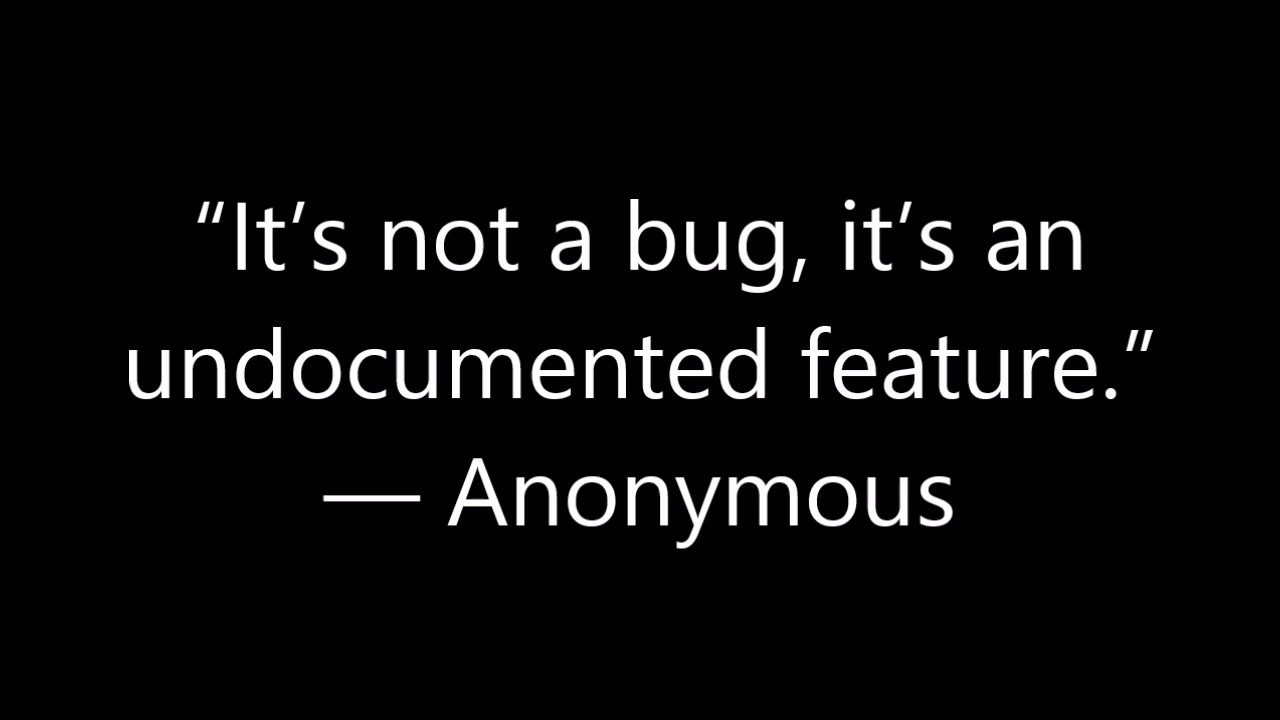 “It’s not a bug, it’s an
undocumented feature.”
— Anonymous